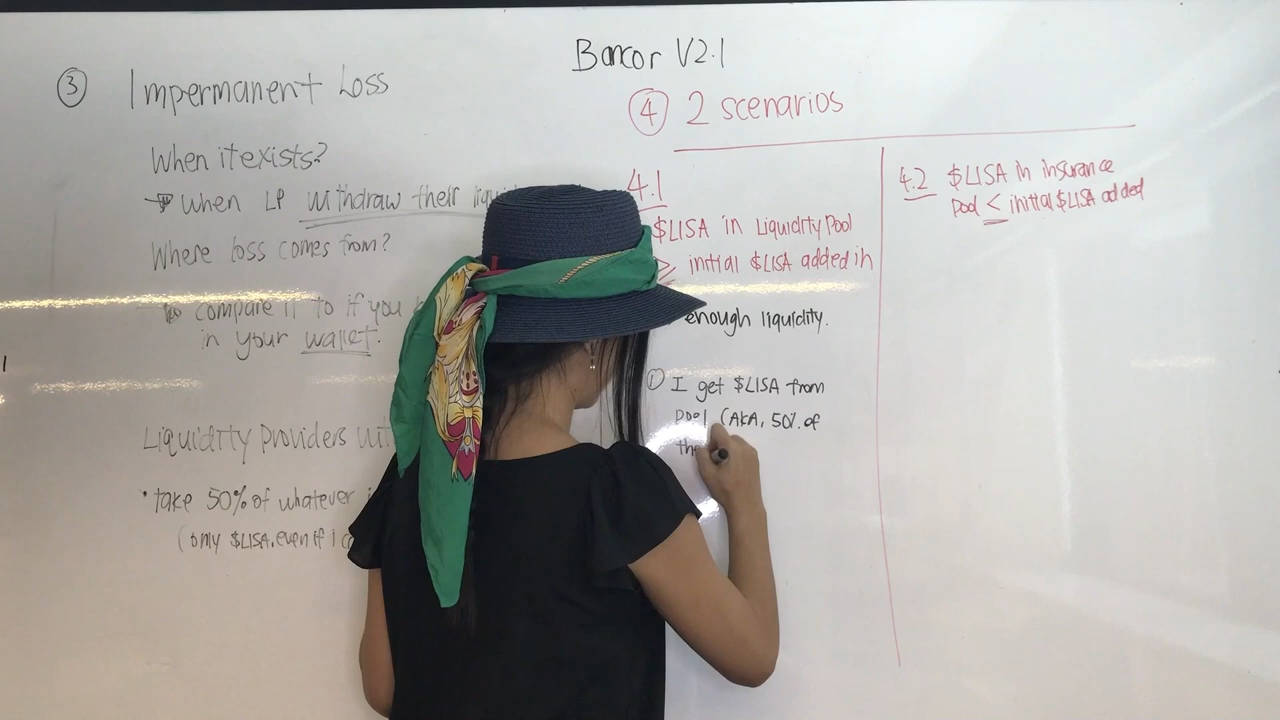 Bancor V2.1
③ Impermanent Loss
When it exists?
↳ When LP withdraw their
Where loss comes from?
↳ compare it to if you
in your wallet.
Liquidity Providers
• take 50% of whatever
(only $LISA, even if I
④ 2 scenarios
4.1
$LISA in Liquidity Pool
≥ initial $LISA added in
enough liquidity.
① I get $LISA from
pool (AKA, 50% of
4.2 $LISA in insurance
pool < initial $LISA added